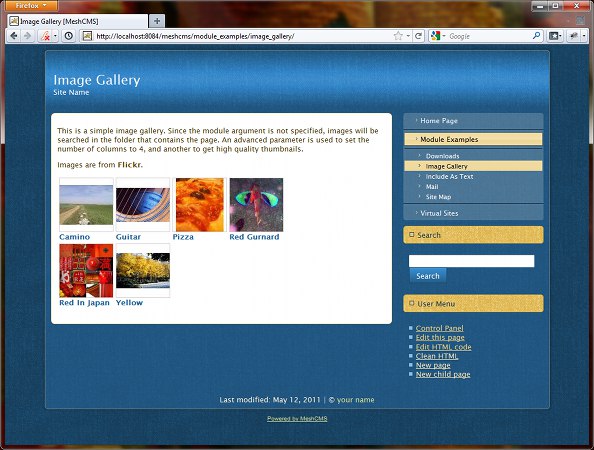 Firefox
Image Gallery [MeshCMS]
http://localhost:8084/meshcms/module_examples/image_gallery/
Google
Image Gallery
Site Name
This is a simple image gallery. Since the module argument is not specified, images will be
searched in the folder that contains the page. An advanced parameter is used to set the
number of columns to 4, and another to get high quality thumbnails.
Images are from Flickr.
Camino
Guitar
Pizza
Red Gurnard
Red In Japan
Yellow
Home Page
Module Examples
Downloads
Image Gallery
Include As Text
Mail
Site Map
Virtual Sites
Search
Search
User Menu
Control Panel
Edit this page
Edit HTML code
Clean HTML
New page
New child page
Last modified: May 12, 2011 | © your name
Powered by MeshCMS